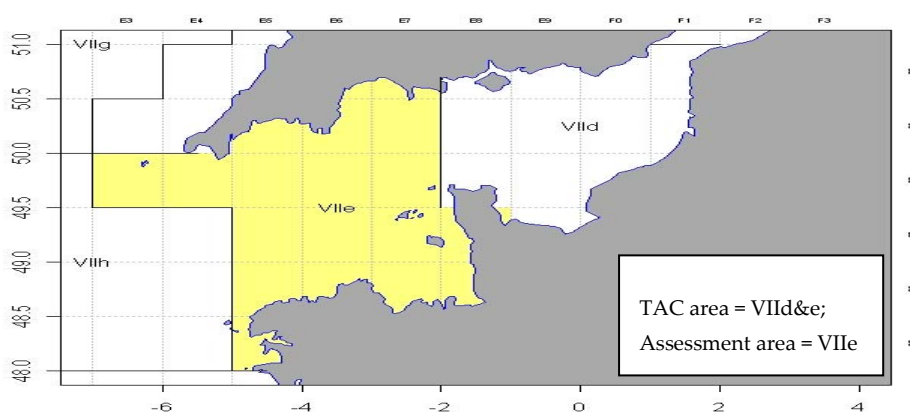 E3 E4 E5 E6 E7 E8 E9 F0 F1 F2 F3
VIIg
51.0
50.5
VIId
50.0
49.5
VIIe
49.0
VIIh
48.5
48.0
TAC area = VIId&e;
Assessment area = VIIe
-6 -4 -2 0 2 4